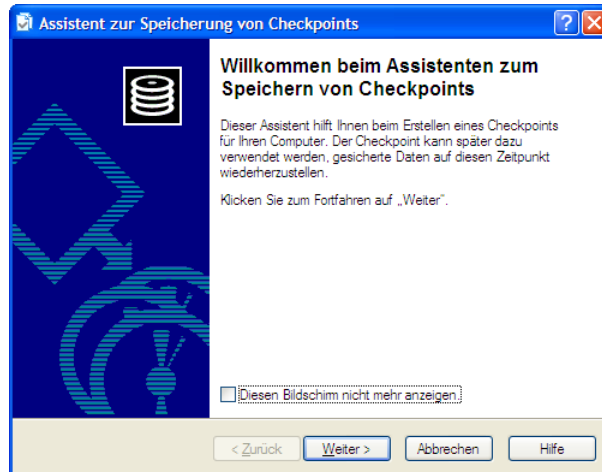 Assistent zur Speicherung von Checkpoints
Willkommen beim Assistenten zum
Speichern von Checkpoints
Dieser Assistent hilft Ihnen beim Erstellen eines Checkpoints
für Ihren Computer. Der Checkpoint kann später dazu
verwendet werden, gesicherte Daten auf diesen Zeitpunkt
wiederherzustellen.
Klicken Sie zum Fortfahren auf „Weiter“.
Diesen Bildschirm nicht mehr anzeigen.
< Zurück Weiter > Abbrechen Hilfe